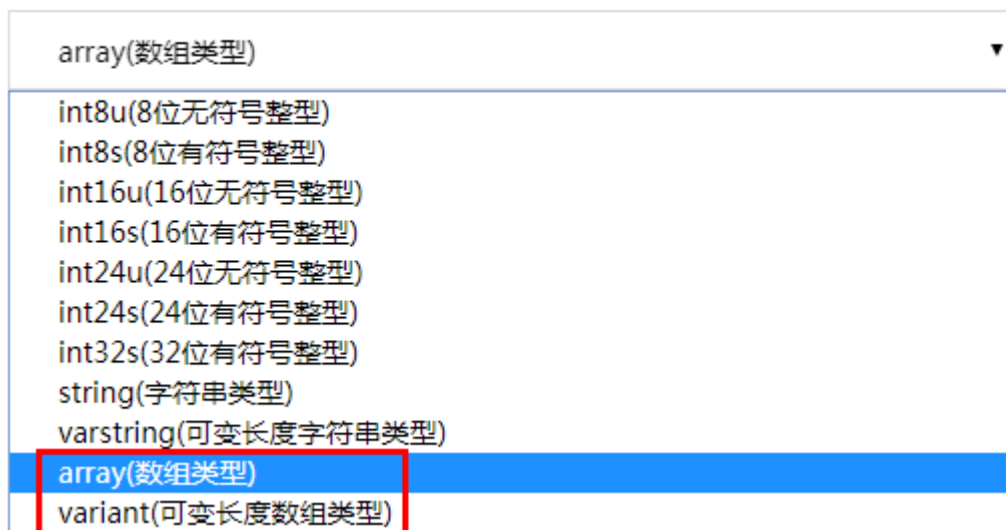 array(数组类型)
int8u(8位无符号整型)
int8s(8位有符号整型)
int16u(16位无符号整型)
int16s(16位有符号整型)
int24u(24位无符号整型)
int24s(24位有符号整型)
int32s(32位有符号整型)
string(字符串类型)
varstring(可变长度字符串类型)
array(数组类型)
variant(可变长度数组类型)